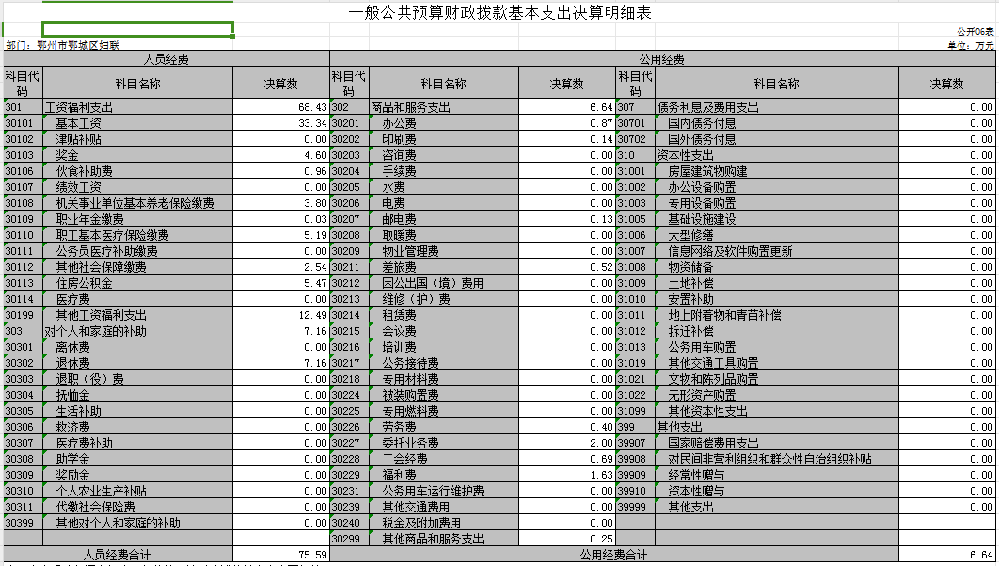 一般公共预算财政拨款基本支出决算明细表
公开06表
部门：鄂州市鄂城区妇联 单位：万元
人员经费 公用经费
科目代码 科目名称 决算数 科目代码 科目名称 决算数 科目代码 科目名称 决算数
301 工资福利支出 68.43 302 商品和服务支出 6.64 307 债务利息及费用支出 0.00
30101 基本工资 33.34 30201 办公费 0.87 30701 国内债务付息 0.00
30102 津贴补贴 0.00 30202 印刷费 0.14 30702 国外债务付息 0.00
30103 奖金 4.60 30203 咨询费 0.00 310 资本性支出 0.00
30106 伙食补助费 0.96 30204 手续费 0.00 31001 房屋建筑物购建 0.00
30107 绩效工资 0.00 30205 水费 0.00 31002 办公设备购置 0.00
30108 机关事业单位基本养老保险缴费 3.80 30206 电费 0.00 31003 专用设备购置 0.00
30109 职业年金缴费 0.03 30207 邮电费 0.13 31005 基础设施建设 0.00
30110 职工基本医疗保险缴费 5.19 30208 取暖费 0.00 31006 大型修缮 0.00
30111 公务员医疗补助缴费 0.00 30209 物业管理费 0.00 31007 信息网络及软件购置更新 0.00
30112 其他社会保障缴费 2.54 30211 差旅费 0.52 31008 物资储备 0.00
30113 住房公积金 5.47 30212 因公出国（境）费用 0.00 31009 土地补偿 0.00
30114 医疗费 0.00 30213 维修（护）费 0.00 31010 安置补助 0.00
30199 其他工资福利支出 12.49 30214 租赁费 0.00 31011 地上附着物和青苗补偿 0.00
303 对个人和家庭的补助 7.16 30215 会议费 0.00 31012 拆迁补偿 0.00
30301 离休费 0.00 30216 培训费 0.00 31013 公务用车购置 0.00
30302 退休费 7.16 30217 公务接待费 0.00 31019 其他交通工具购置 0.00
30303 退职（役）费 0.00 30218 专用材料费 0.00 31021 文物和陈列品购置 0.00
30304 抚恤金 0.00 30224 被装购置费 0.00 31022 无形资产购置 0.00
30305 生活补助 0.00 30225 专用燃料费 0.00 31099 其他资本性支出 0.00
30306 救济费 0.00 30226 劳务费 0.40 399 其他支出 0.00
30307 医疗费补助 0.00 30227 委托业务费 2.00 39907 国家赔偿费用支出 0.00
30308 助学金 0.00 30228 工会经费 0.69 39908 对民间非营利组织和群众性自治组织补贴 0.00
30309 奖励金 0.00 30229 福利费 1.63 39909 经常性赠与 0.00
30310 个人农业生产补贴 0.00 30231 公务用车运行维护费 0.00 39910 资本性赠与 0.00
30311 代缴社会保险费 0.00 30239 其他交通费用 0.00 39999 其他支出 0.00
30399 其他对个人和家庭的补助 0.00 30240 税金及附加费用 0.00
30299 其他商品和服务支出 0.25
人员经费合计 75.59 公用经费合计 6.64